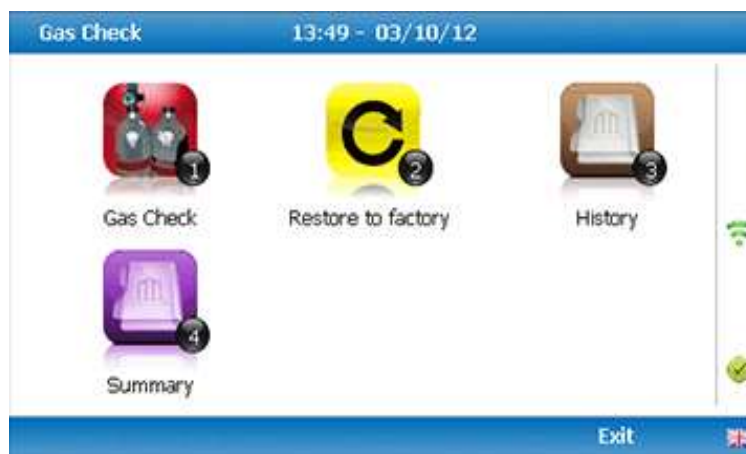 Gas Check 13:49 - 03/10/12
1 2 3
Gas Check Restore to factory History
4
Summary
Exit